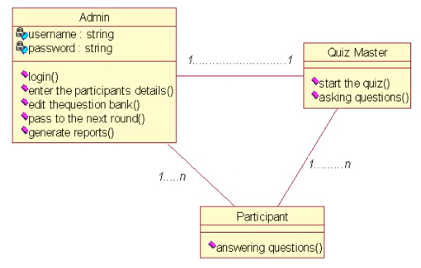 Admin
username : string
password : string
login()
enter the participants details()
edit thequestion bank()
pass to the next round()
generate reports()
1..............................1
Quiz Master
start the quiz()
asking questions()
1.....n
1.........n
Participant
answering questions()